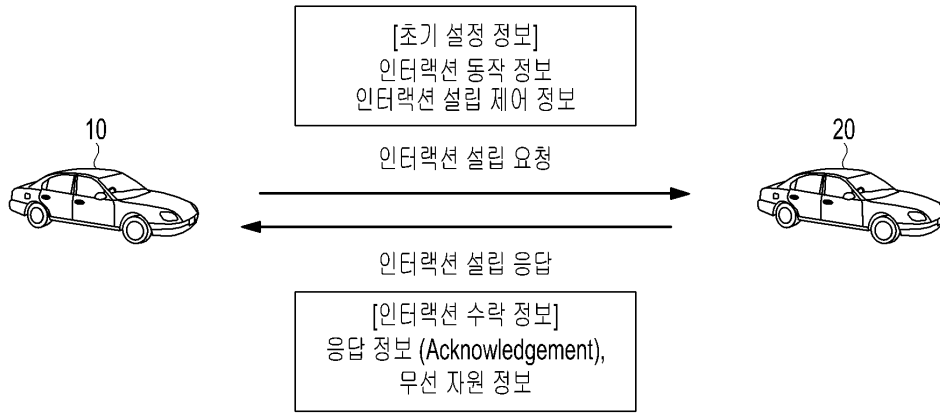 [초기 설정 정보]
인터랙션 동작 정보
인터랙션 설립 제어 정보
10
20
인터랙션 설립 요청
인터랙션 설립 응답
[인터랙션 수락 정보]
응답 정보 (Acknowledgement),
무선 자원 정보